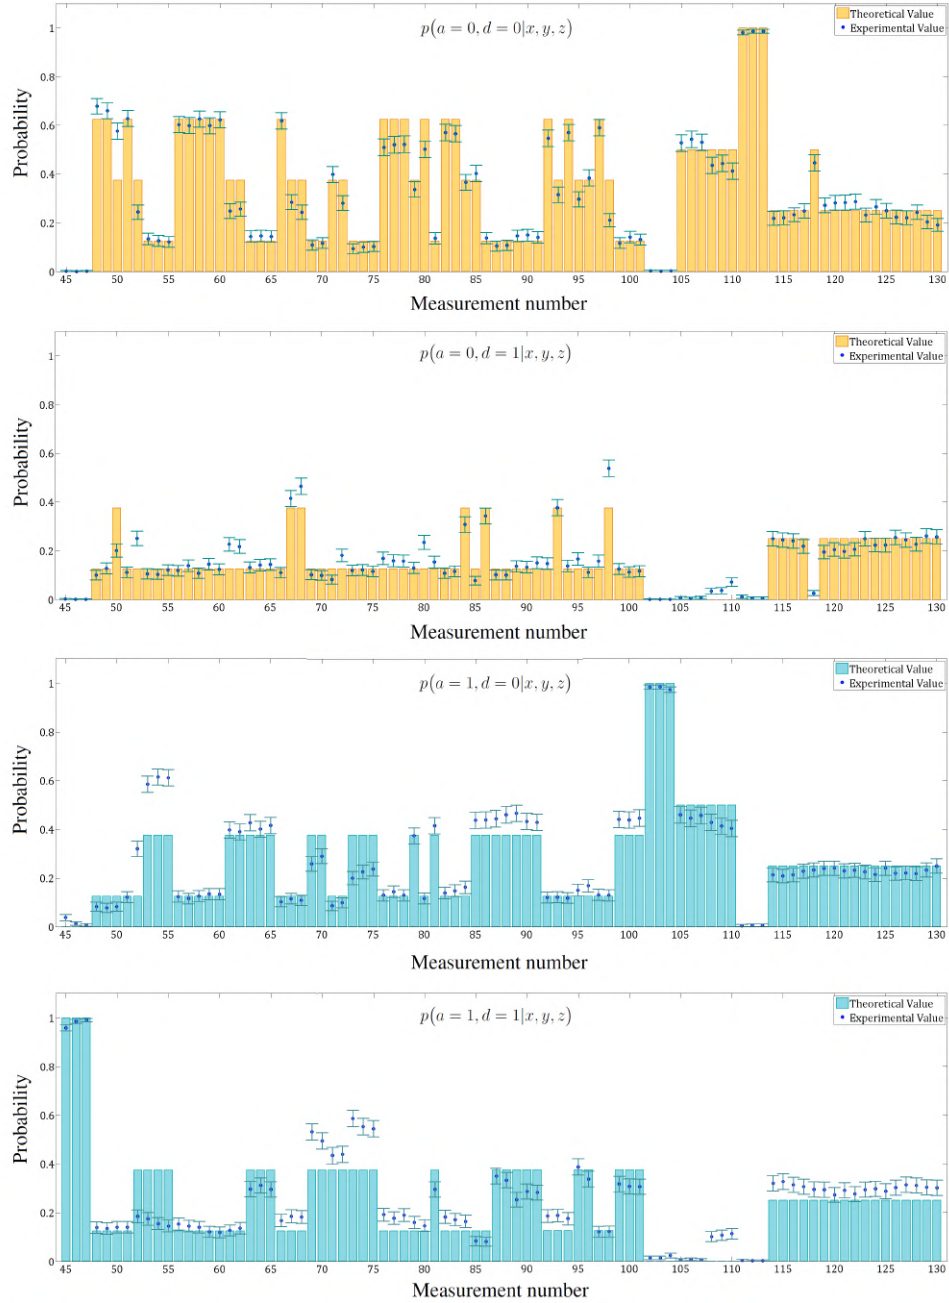 p(a = 0, d = 0|x, y, z)
Theoretical Value
Experimental Value
Probability
1
0.8
0.6
0.4
0.2
0
45 50 55 60 65 70 75 80 85 90 95 100 105 110 115 120 125 130
Measurement number
p(a = 0, d = 1|x, y, z)
Theoretical Value
Experimental Value
Probability
1
0.8
0.6
0.4
0.2
0
45 50 55 60 65 70 75 80 85 90 95 100 105 110 115 120 125 130
Measurement number
p(a = 1, d = 0|x, y, z)
Theoretical Value
Experimental Value
Probability
1
0.8
0.6
0.4
0.2
0
45 50 55 60 65 70 75 80 85 90 95 100 105 110 115 120 125 130
Measurement number
p(a = 1, d = 1|x, y, z)
Theoretical Value
Experimental Value
Probability
1
0.8
0.6
0.4
0.2
0
45 50 55 60 65 70 75 80 85 90 95 100 105 110 115 120 125 130
Measurement number